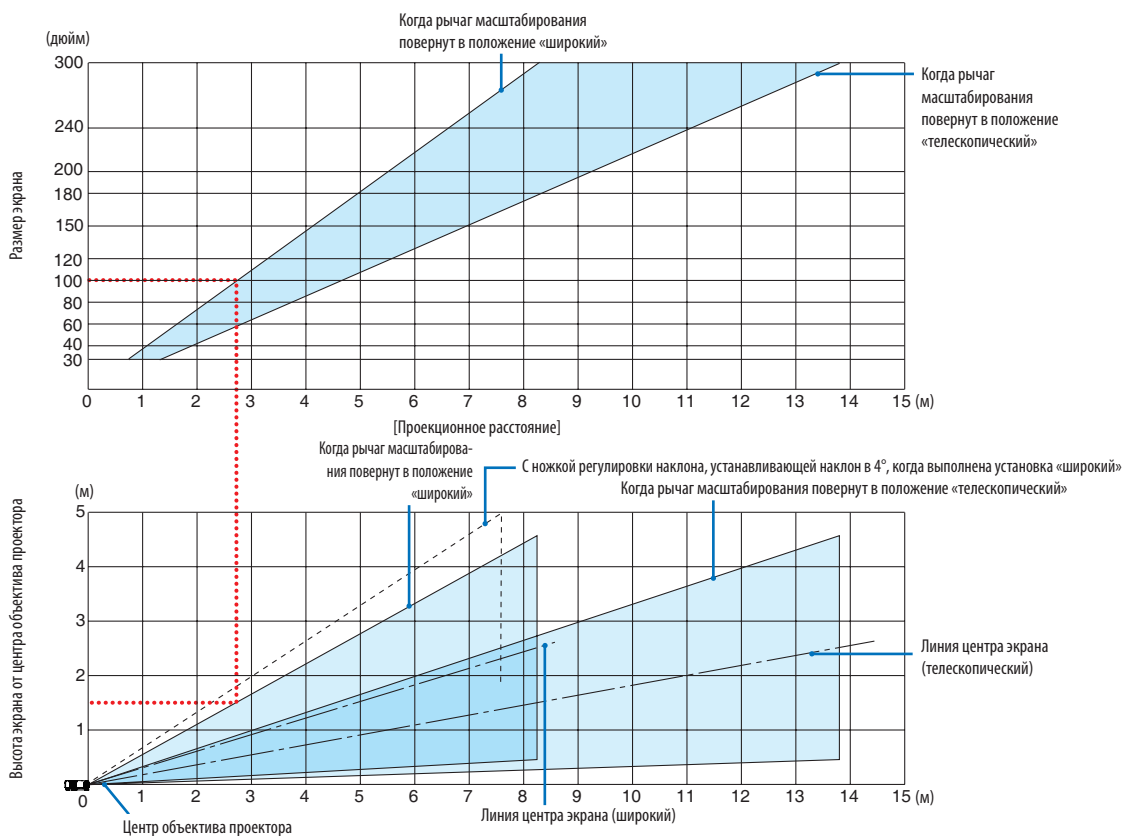 Когда рычаг масштабирования
повернут в положение «широкий»
(дюйм)
300
240
200
180
150
120
100
80
60
40
30
Размер экрана
Когда рычаг
масштабирования
повернут в положение
«телескопический»
0 1 2 3 4 5 6 7 8 9 10 11 12 13 14 15 (м)
[Проекционное расстояние]
Когда рычаг масштабирова-
ния повернут в положение
«широкий»
С ножкой регулировки наклона, устанавливающей наклон в 4°, когда выполнена установка «широкий»
Когда рычаг масштабирования повернут в положение «телескопический»
(м)
5
4
3
2
1
Высота экрана от центра объектива проектора
Линия центра экрана
(телескопический)
0 1 2 3 4 5 6 7 8 9 10 11 12 13 14 15 (м)
Линия центра экрана (широкий)
Центр объектива проектора